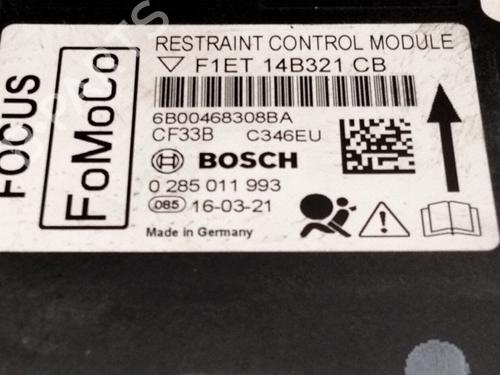 RESTRAINT CONTROL MODULE
F1ET 14B321 CB
6B00468308BA
CF33B C346EU
BOSCH
0 285 011 993
085 16-03-21
Made in Germany
FOCUS
FoMoCo